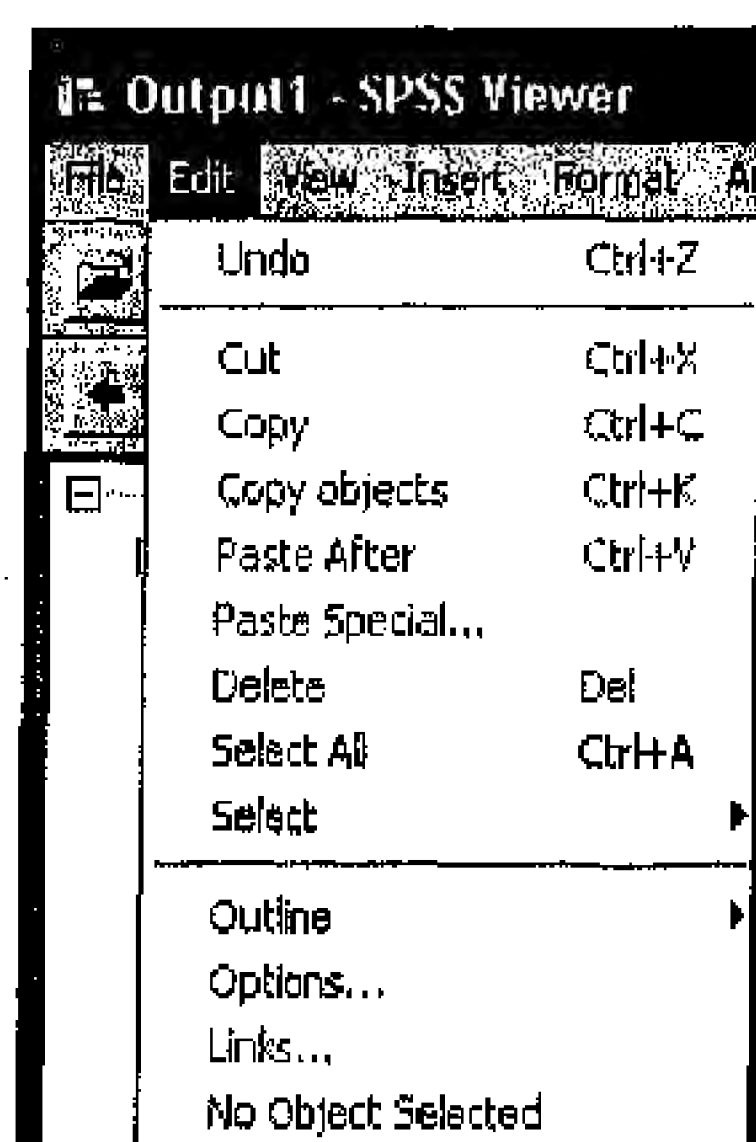 Output1 - SPSS Viewer
File Edit View Insert Format
Undo Ctrl+Z
Cut Ctrl+X
Copy Ctrl+C
Copy objects Ctrl+K
Paste After Ctrl+V
Paste Special...
Delete Del
Select All Ctrl+A
Select
Outline
Options...
Links...
No Object Selected